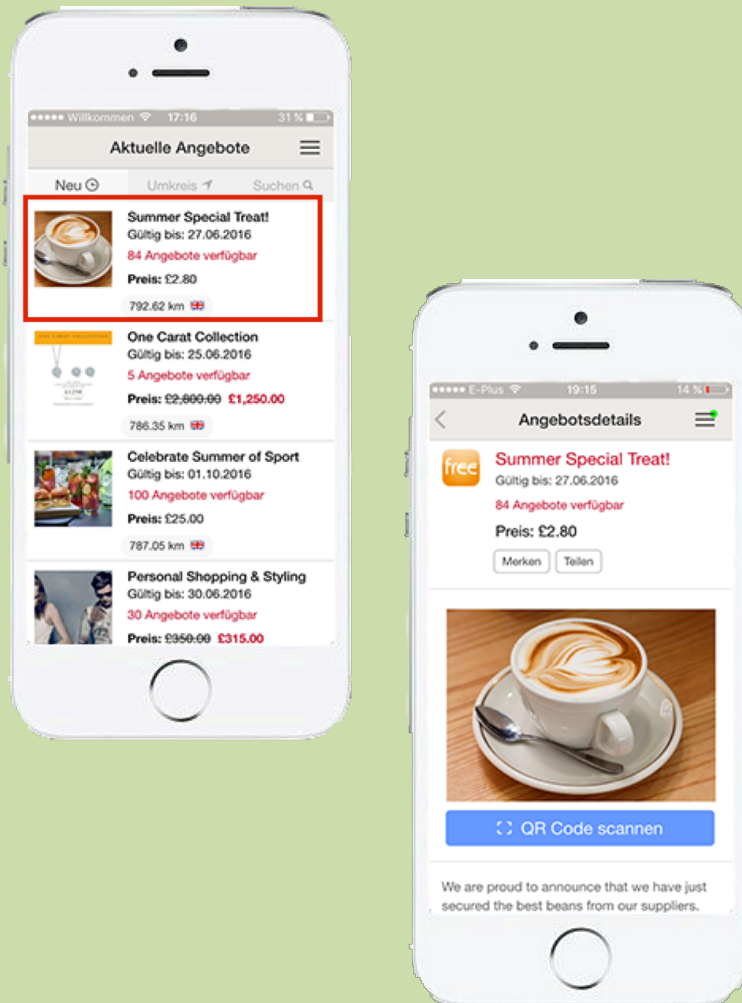 Willkommen 17:16 31 %
Aktuelle Angebote
Neu Umkreis Suchen
Summer Special Treat!
Gültig bis: 27.06.2016
84 Angebote verfügbar
Preis: £2.80
792.62 km
ONE CARAT COLLECTION
One Carat Collection
Gültig bis: 25.06.2016
5 Angebote verfügbar
Preis: £2,800.00 £1,250.00
786.35 km
Celebrate Summer of Sport
Gültig bis: 01.10.2016
100 Angebote verfügbar
Preis: £25.00
787.05 km
Personal Shopping & Styling
Gültig bis: 30.06.2016
30 Angebote verfügbar
Preis: £350.00 £315.00
E-Plus 19:15 14 %
Angebotsdetails
free
Summer Special Treat!
Gültig bis: 27.06.2016
84 Angebote verfügbar
Preis: £2.80
Merken Teilen
QR Code scannen
We are proud to announce that we have just
secured the best beans from our suppliers.